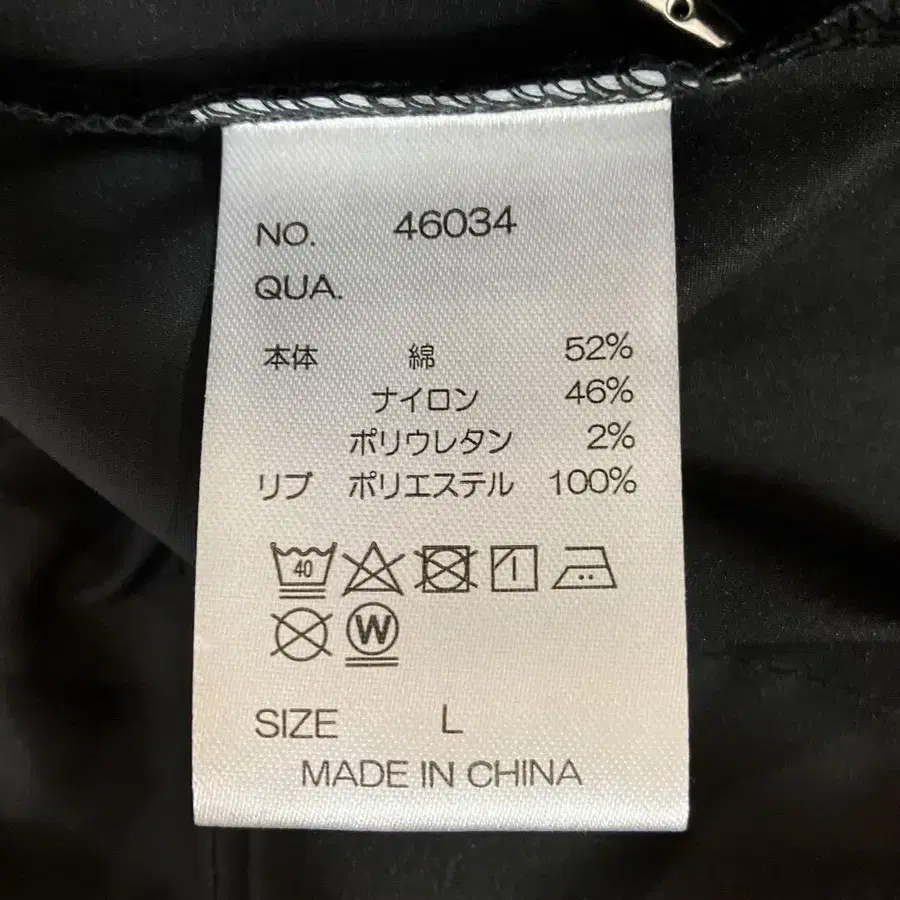 NO. 46034
QUA.
本体 綿 52%
ナイロン 46%
ポリウレタン 2%
リブ ポリエステル 100%
40
W
SIZE L
MADE IN CHINA